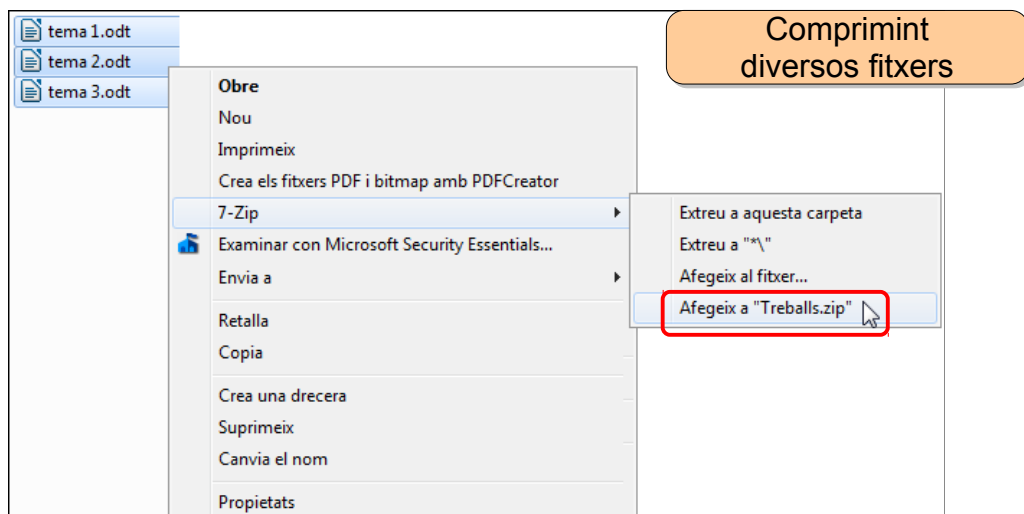 Comprimint
diversos fitxers
tema 1.odt
tema 2.odt
tema 3.odt
Obre
Nou
Imprimeix
Crea els fitxers PDF i bitmap amb PDFCreator
7-Zip
Examinar con Microsoft Security Essentials...
Envia a
Retalla
Copia
Crea una drecera
Suprimeix
Canvia el nom
Propietats
Extreu a aquesta carpeta
Extreu a "*\"
Afegeix al fitxer...
Afegeix a "Treballs.zip"